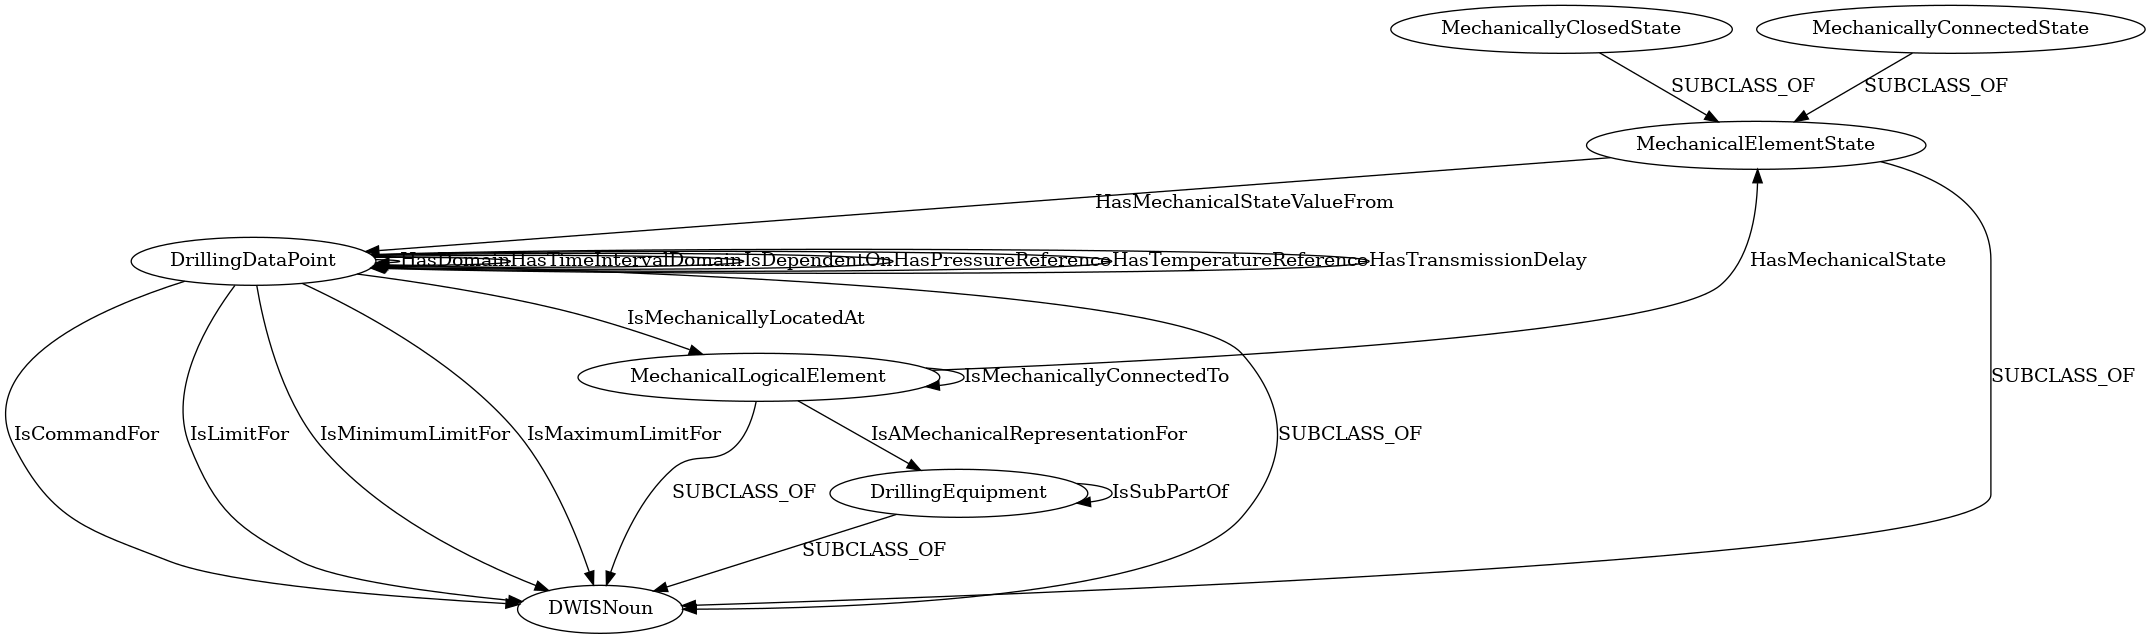 MechanicallyClosedState
MechanicallyConnectedState
SUBCLASS_OF
SUBCLASS_OF
MechanicalElementState
HasMechanicalStateValueFrom
DrillingDataPoint
HasDomain
HasTimeIntervalDomain
IsDependentOn
HasPressureReference
HasTemperatureReference
HasTransmissionDelay
HasMechanicalState
IsMechanicallyLocatedAt
MechanicalLogicalElement
IsMechanicallyConnectedTo
SUBCLASS_OF
IsCommandFor
IsLimitFor
IsMinimumLimitFor
IsMaximumLimitFor
IsAMechanicalRepresentationFor
SUBCLASS_OF
SUBCLASS_OF
DrillingEquipment
IsSubPartOf
SUBCLASS_OF
DWISNoun